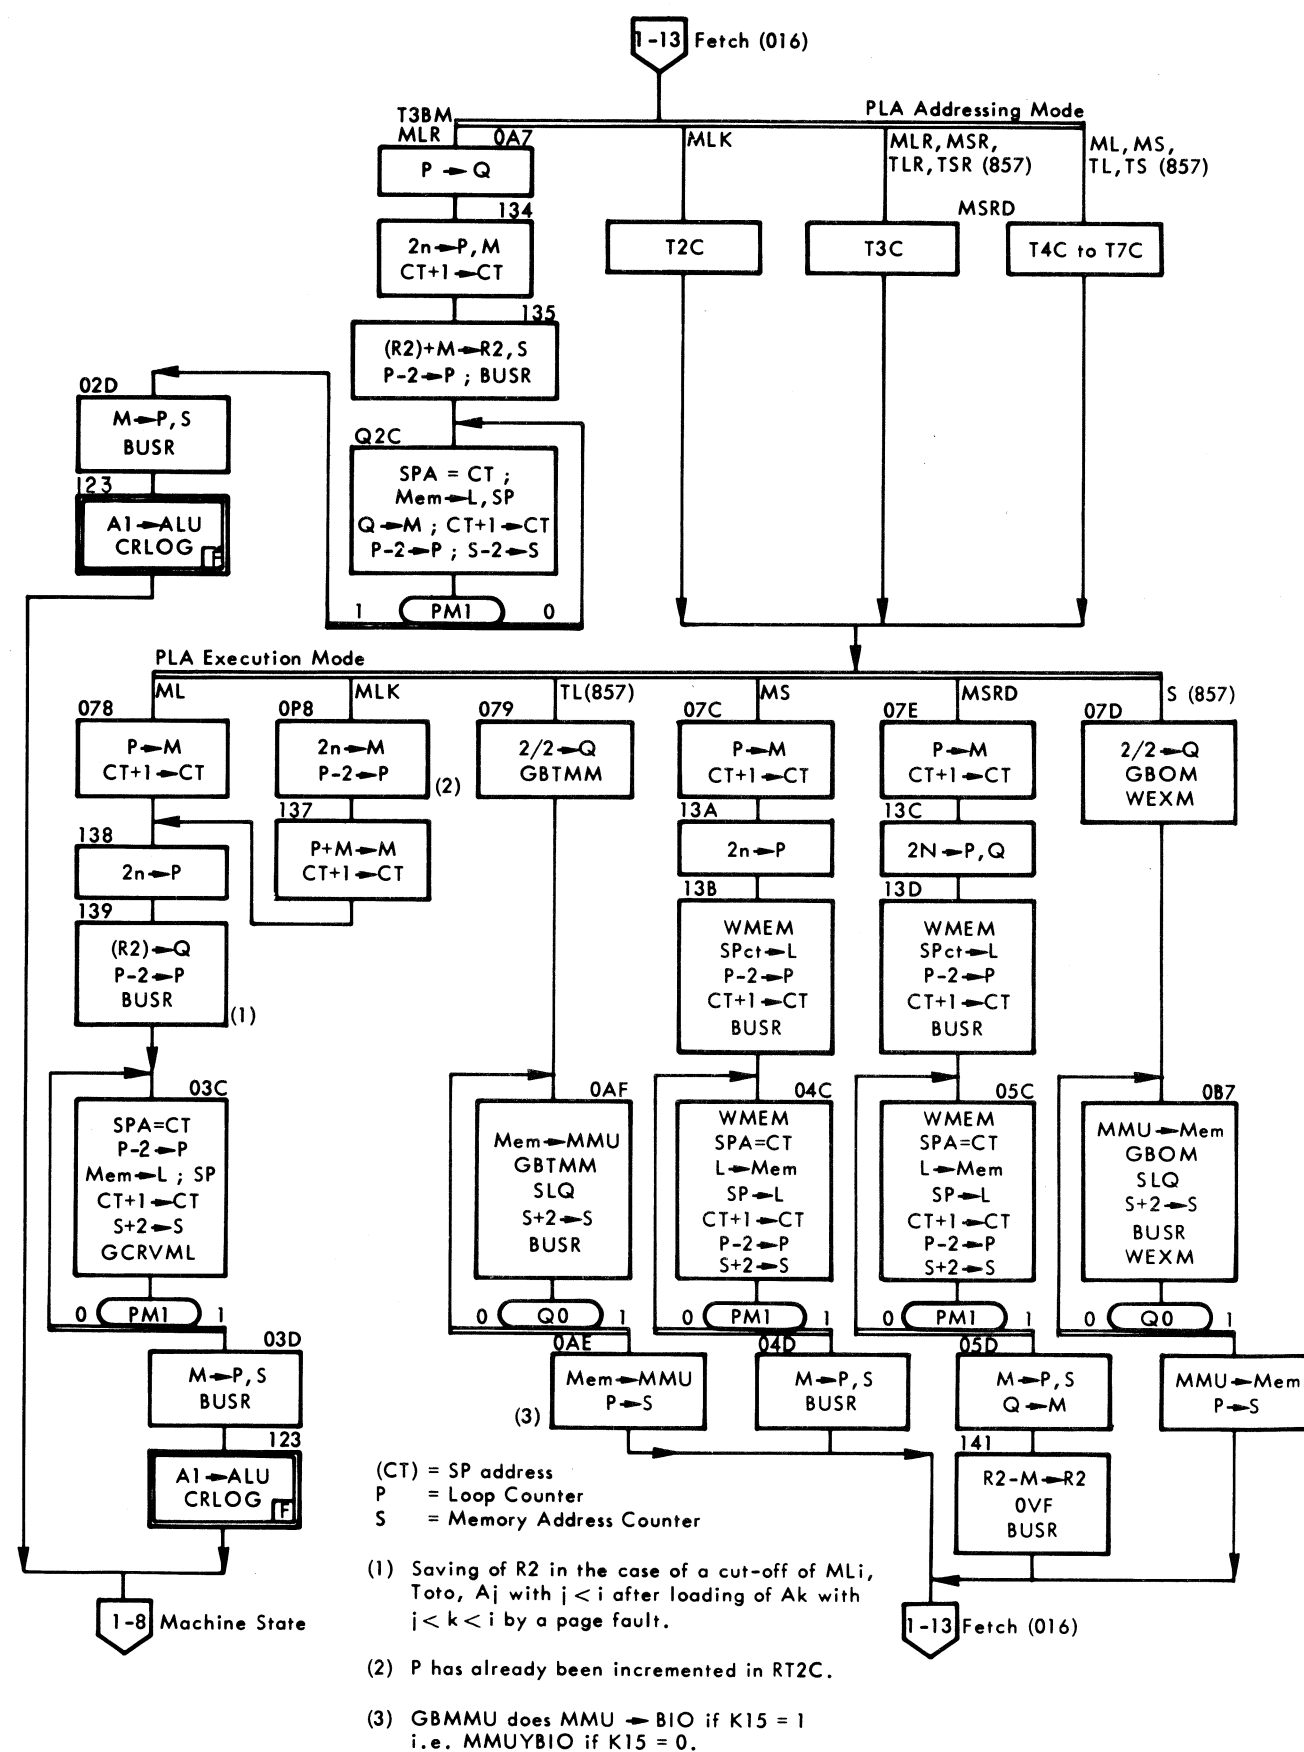 1-13 Fetch (016)
PLA Addressing Mode
T3BM
MLR 0A7
P → Q
134
2n→P, M
CT+1→CT
135
(R2)+M→R2, S
P-2→P ; BUSR
Q2C
SPA = CT ;
Mem→L, SP
Q→M ; CT+1→CT
P-2→P ; S-2→S
1 PM1 0
MLK
T2C
MLR, MSR,
TLR, TSR (857)
MSRD
T3C
ML, MS,
TL, TS (857)
T4C to T7C
02D
M→P, S
BUSR
123
A1→ALU
CRLOG F
PLA Execution Mode
ML
078
P→M
CT+1→CT
138
2n→P
139
(R2)→Q
P-2→P
BUSR
(1)
03C
SPA=CT
P-2→P
Mem→L ; SP
CT+1→CT
S+2→S
GCRVML
0 PM1 1
03D
M→P, S
BUSR
123
A1→ALU
CRLOG F
MLK
0P8
2n→M
P-2→P
(2)
137
P+M→M
CT+1→CT
TL(857)
079
2/2→Q
GBTMM
0AF
Mem→MMU
GBTMM
SLQ
S+2→S
BUSR
0 Q0 1
0AE
Mem→MMU
P→S
(3)
MS
07C
P→M
CT+1→CT
13A
2n→P
13B
WMEM
SPct→L
P-2→P
CT+1→CT
BUSR
04C
WMEM
SPA=CT
L→Mem
SP→L
CT+1→CT
P-2→P
S+2→S
0 PM1 1
04D
M→P, S
BUSR
MSRD
07E
P→M
CT+1→CT
13C
2N→P, Q
13D
WMEM
SPct→L
P-2→P
CT+1→CT
BUSR
05C
WMEM
SPA=CT
L→Mem
SP→L
CT+1→CT
P-2→P
S+2→S
0 PM1 1
05D
M→P, S
Q→M
141
R2-M→R2
0VF
BUSR
S (857)
07D
2/2→Q
GBOM
WEXM
0B7
MMU→Mem
GBOM
SLQ
S+2→S
BUSR
WEXM
0 Q0 1
MMU→Mem
P→S
1-8 Machine State
1-13 Fetch (016)
(CT) = SP address
P = Loop Counter
S = Memory Address Counter
(1) Saving of R2 in the case of a cut-off of MLi,
Toto, Aj with j < i after loading of Ak with
j < k < i by a page fault.
(2) P has already been incremented in RT2C.
(3) GBMMU does MMU → BIO if K15 = 1
i.e. MMUYBIO if K15 = 0.